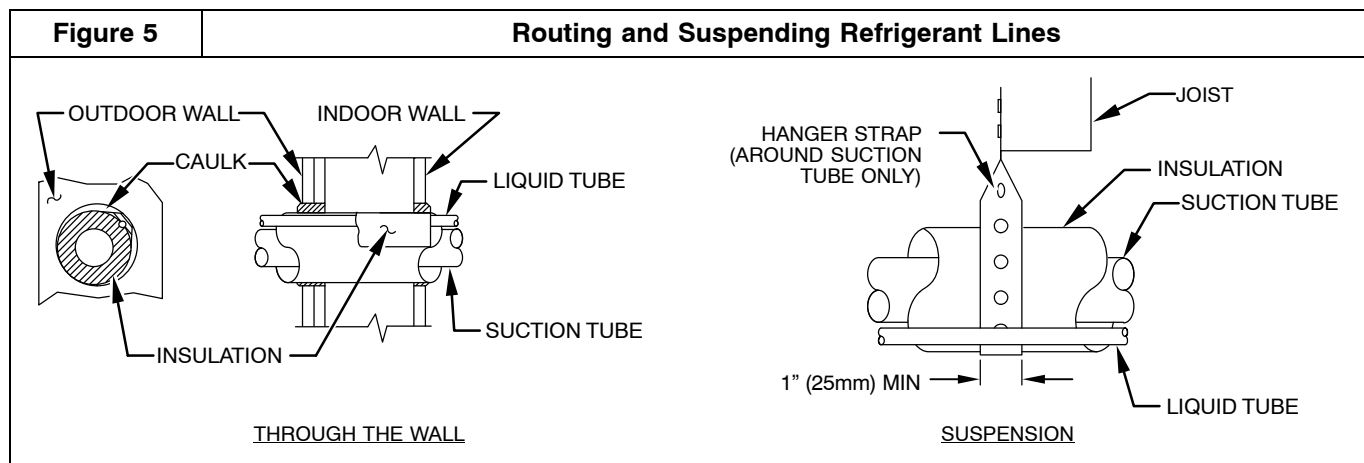 Figure 5
Routing and Suspending Refrigerant Lines
OUTDOOR WALL
INDOOR WALL
CAULK
LIQUID TUBE
SUCTION TUBE
INSULATION
THROUGH THE WALL
JOIST
HANGER STRAP
(AROUND SUCTION
TUBE ONLY)
INSULATION
SUCTION TUBE
1” (25mm) MIN
LIQUID TUBE
SUSPENSION